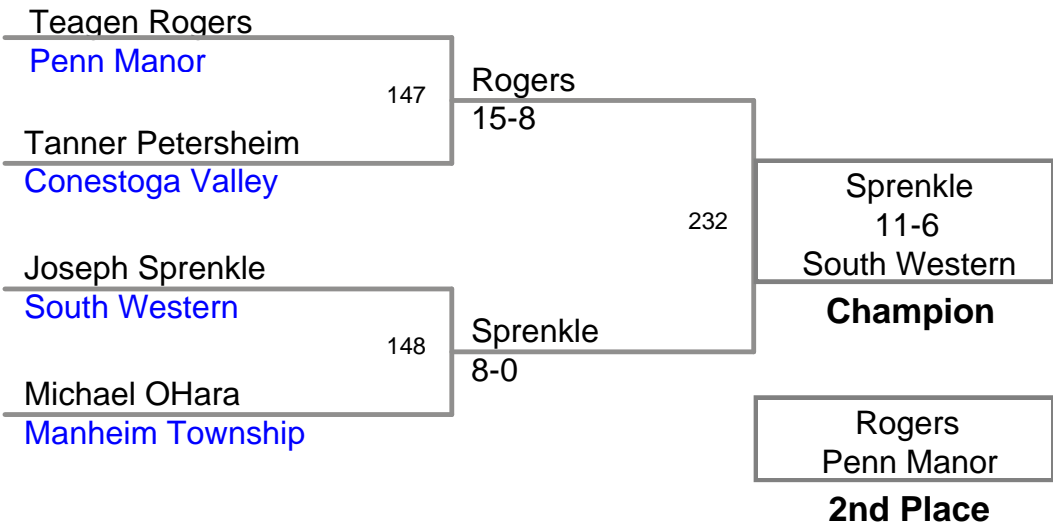 Teagen Rogers
Penn Manor
147
Rogers
15-8
Tanner Petersheim
Conestoga Valley
232
Sprenkle
11-6
South Western
Champion
Joseph Sprenkle
South Western
148
Sprenkle
8-0
Michael OHara
Manheim Township
Rogers
Penn Manor
2nd Place